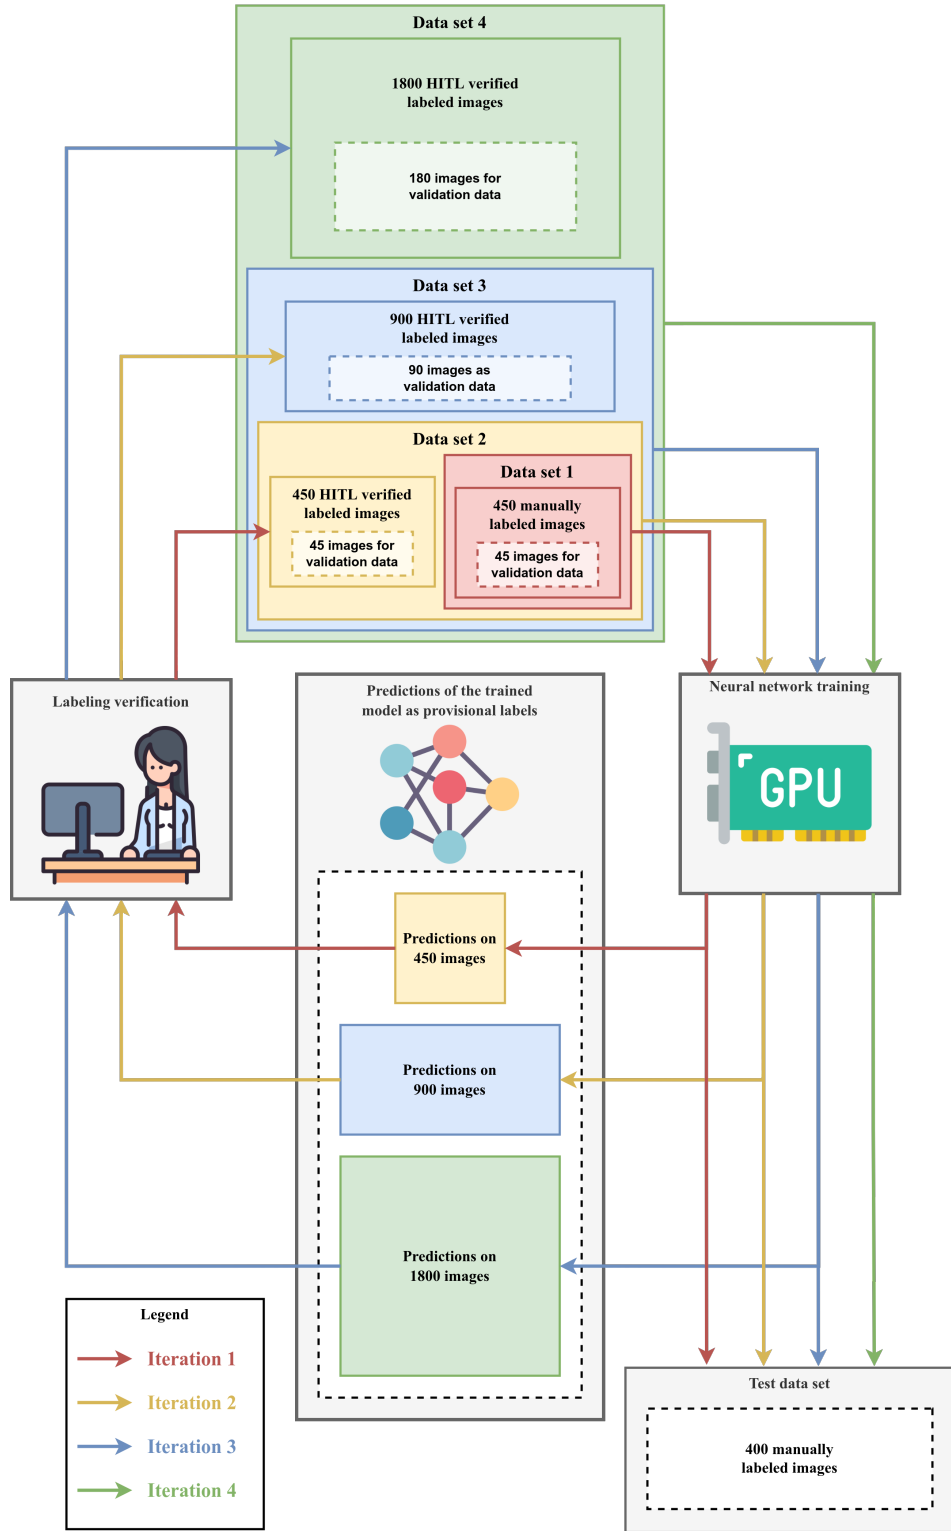 Data set 4
1800 HITL verified
labeled images
180 images for
validation data
Data set 3
900 HITL verified
labeled images
90 images as
validation data
Data set 2
Data set 1
450 HITL verified
labeled images
45 images for
validation data
450 manually
labeled images
45 images for
validation data
Labeling verification
Predictions of the trained
model as provisional labels
Neural network training
GPU
Predictions on
450 images
Predictions on
900 images
Predictions on
1800 images
Legend
Iteration 1
Iteration 2
Iteration 3
Iteration 4
Test data set
400 manually
labeled images